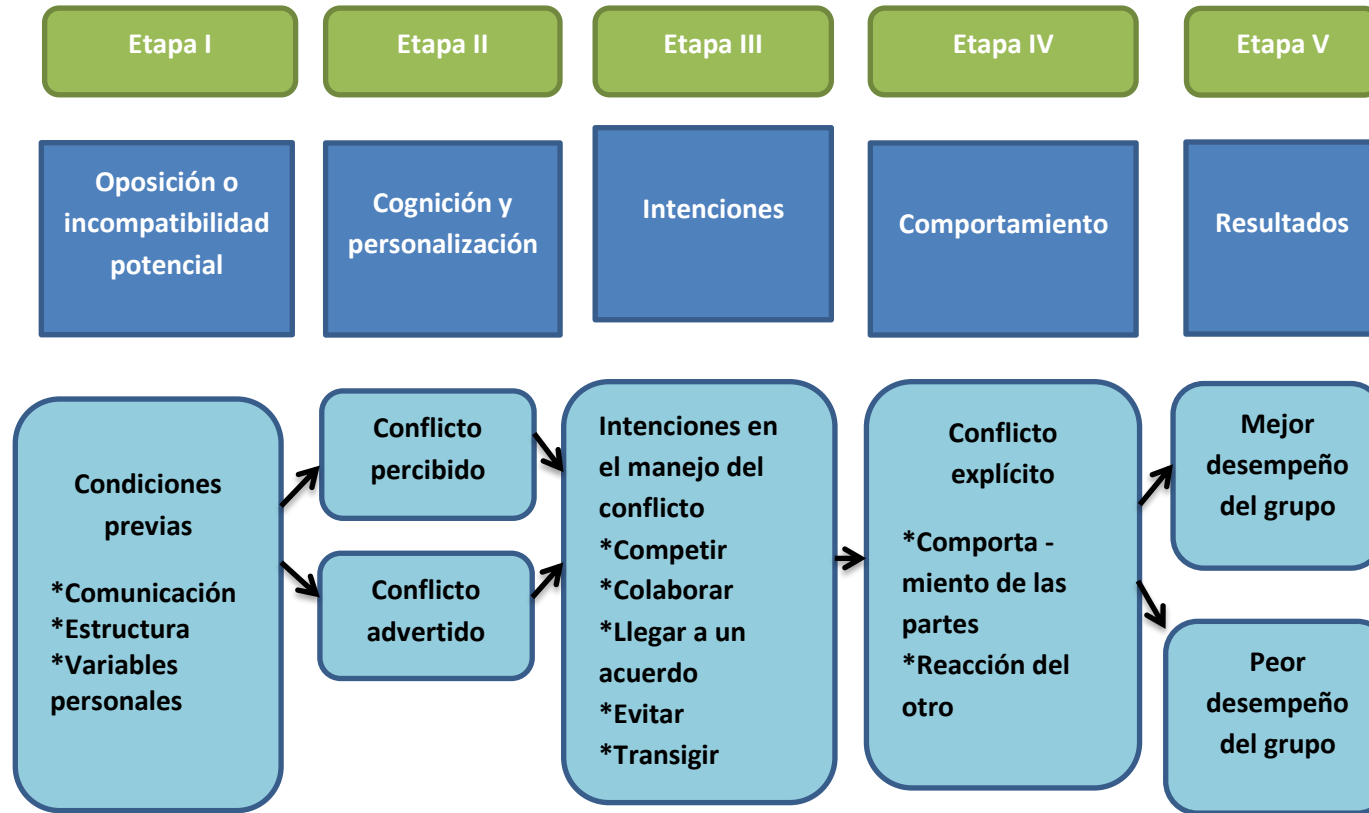 Etapa I
Etapa II
Etapa III
Etapa IV
Etapa V
Oposición o
incompatibilidad
potencial
Cognición y
personalización
Intenciones
Comportamiento
Resultados
Condiciones
previas
*Comunicación
*Estructura
*Variables
personales
Conflicto
percibido
Conflicto
advertido
Intenciones en
el manejo del
conflicto
*Competir
*Colaborar
*Llegar a un
acuerdo
*Evitar
*Transigir
Conflicto
explícito
*Comporta -
miento de las
partes
*Reacción del
otro
Mejor
desempeño
del grupo
Peor
desempeño
del grupo